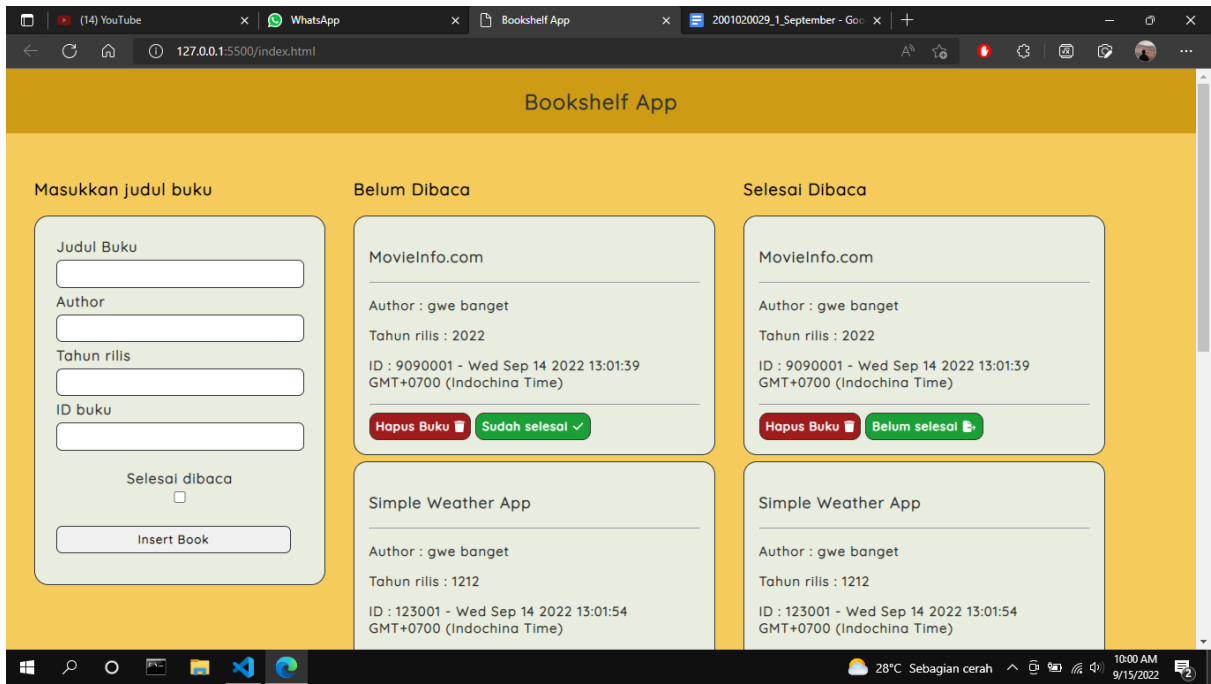 (14) YouTube
WhatsApp
Bookshelf App
2001020029_1_September - Goo
127.0.0.1:5500/index.html
Bookshelf App
Masukkan judul buku
Judul Buku
Author
Tahun rilis
ID buku
Selesai dibaca
Insert Book
Belum Dibaca
MovieInfo.com
Author : gwe banget
Tahun rilis : 2022
ID : 9090001 - Wed Sep 14 2022 13:01:39
GMT+0700 (Indochina Time)
Hapus Buku
Sudah selesai
Simple Weather App
Author : gwe banget
Tahun rilis : 1212
ID : 123001 - Wed Sep 14 2022 13:01:54
GMT+0700 (Indochina Time)
Selesai Dibaca
MovieInfo.com
Author : gwe banget
Tahun rilis : 2022
ID : 9090001 - Wed Sep 14 2022 13:01:39
GMT+0700 (Indochina Time)
Hapus Buku
Belum selesai
Simple Weather App
Author : gwe banget
Tahun rilis : 1212
ID : 123001 - Wed Sep 14 2022 13:01:54
GMT+0700 (Indochina Time)
28°C Sebagian cerah
10:00 AM
9/15/2022
2